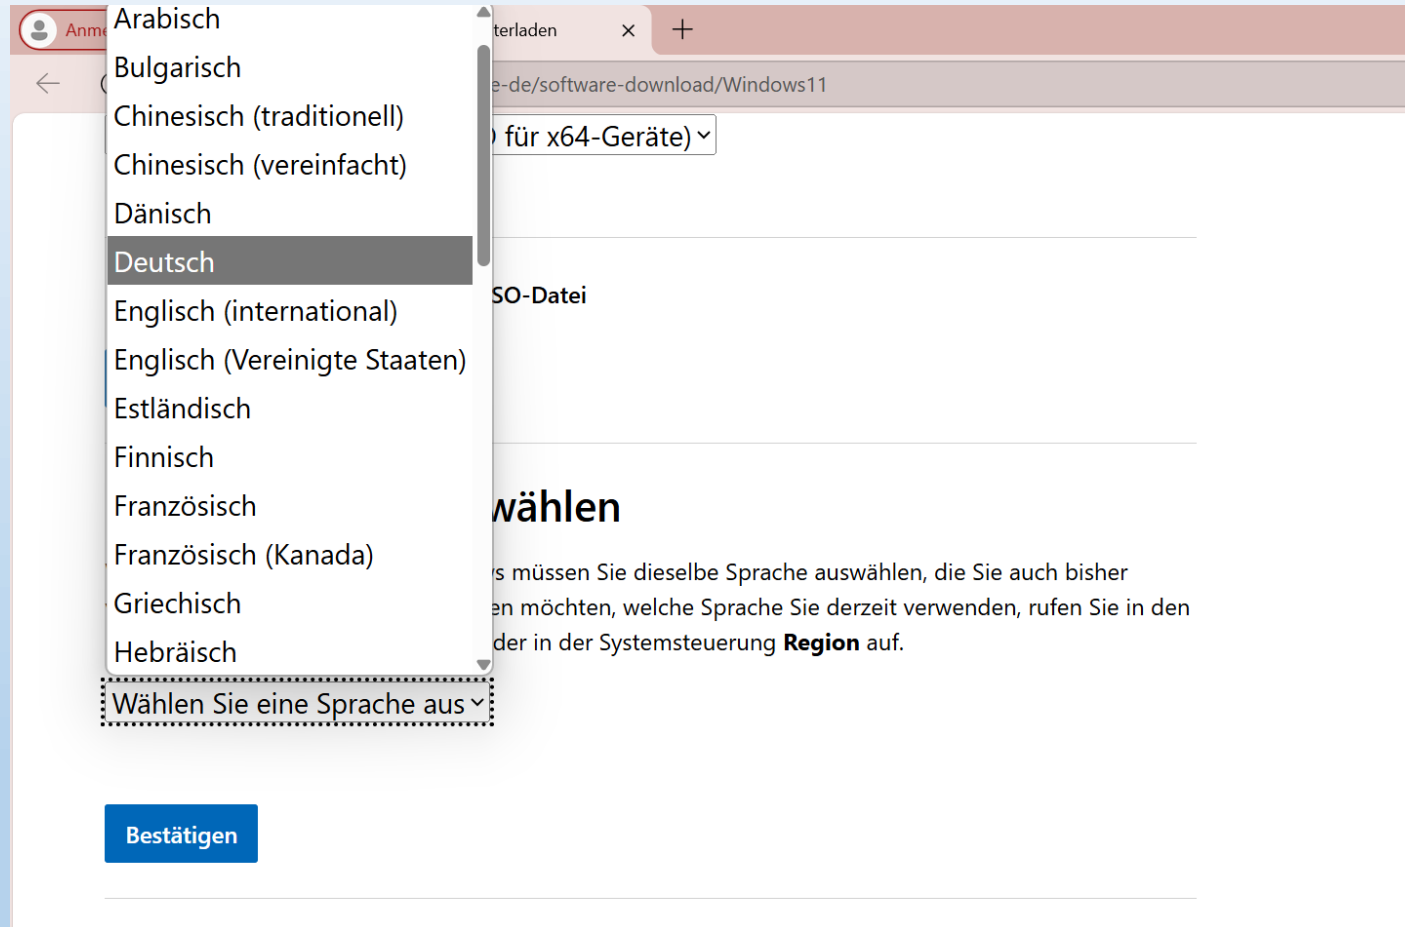 Anme
terladen
e-de/software-download/Windows11
für x64-Geräte)
Arabisch
Bulgarisch
Chinesisch (traditionell)
Chinesisch (vereinfacht)
Dänisch
Deutsch
Englisch (international)
Englisch (Vereinigte Staaten)
Estländisch
Finnisch
Französisch
Französisch (Kanada)
Griechisch
Hebräisch
SO-Datei
wählen
s müssen Sie dieselbe Sprache auswählen, die Sie auch bisher
en möchten, welche Sprache Sie derzeit verwenden, rufen Sie in den
der in der Systemsteuerung Region auf.
Wählen Sie eine Sprache aus
Bestätigen